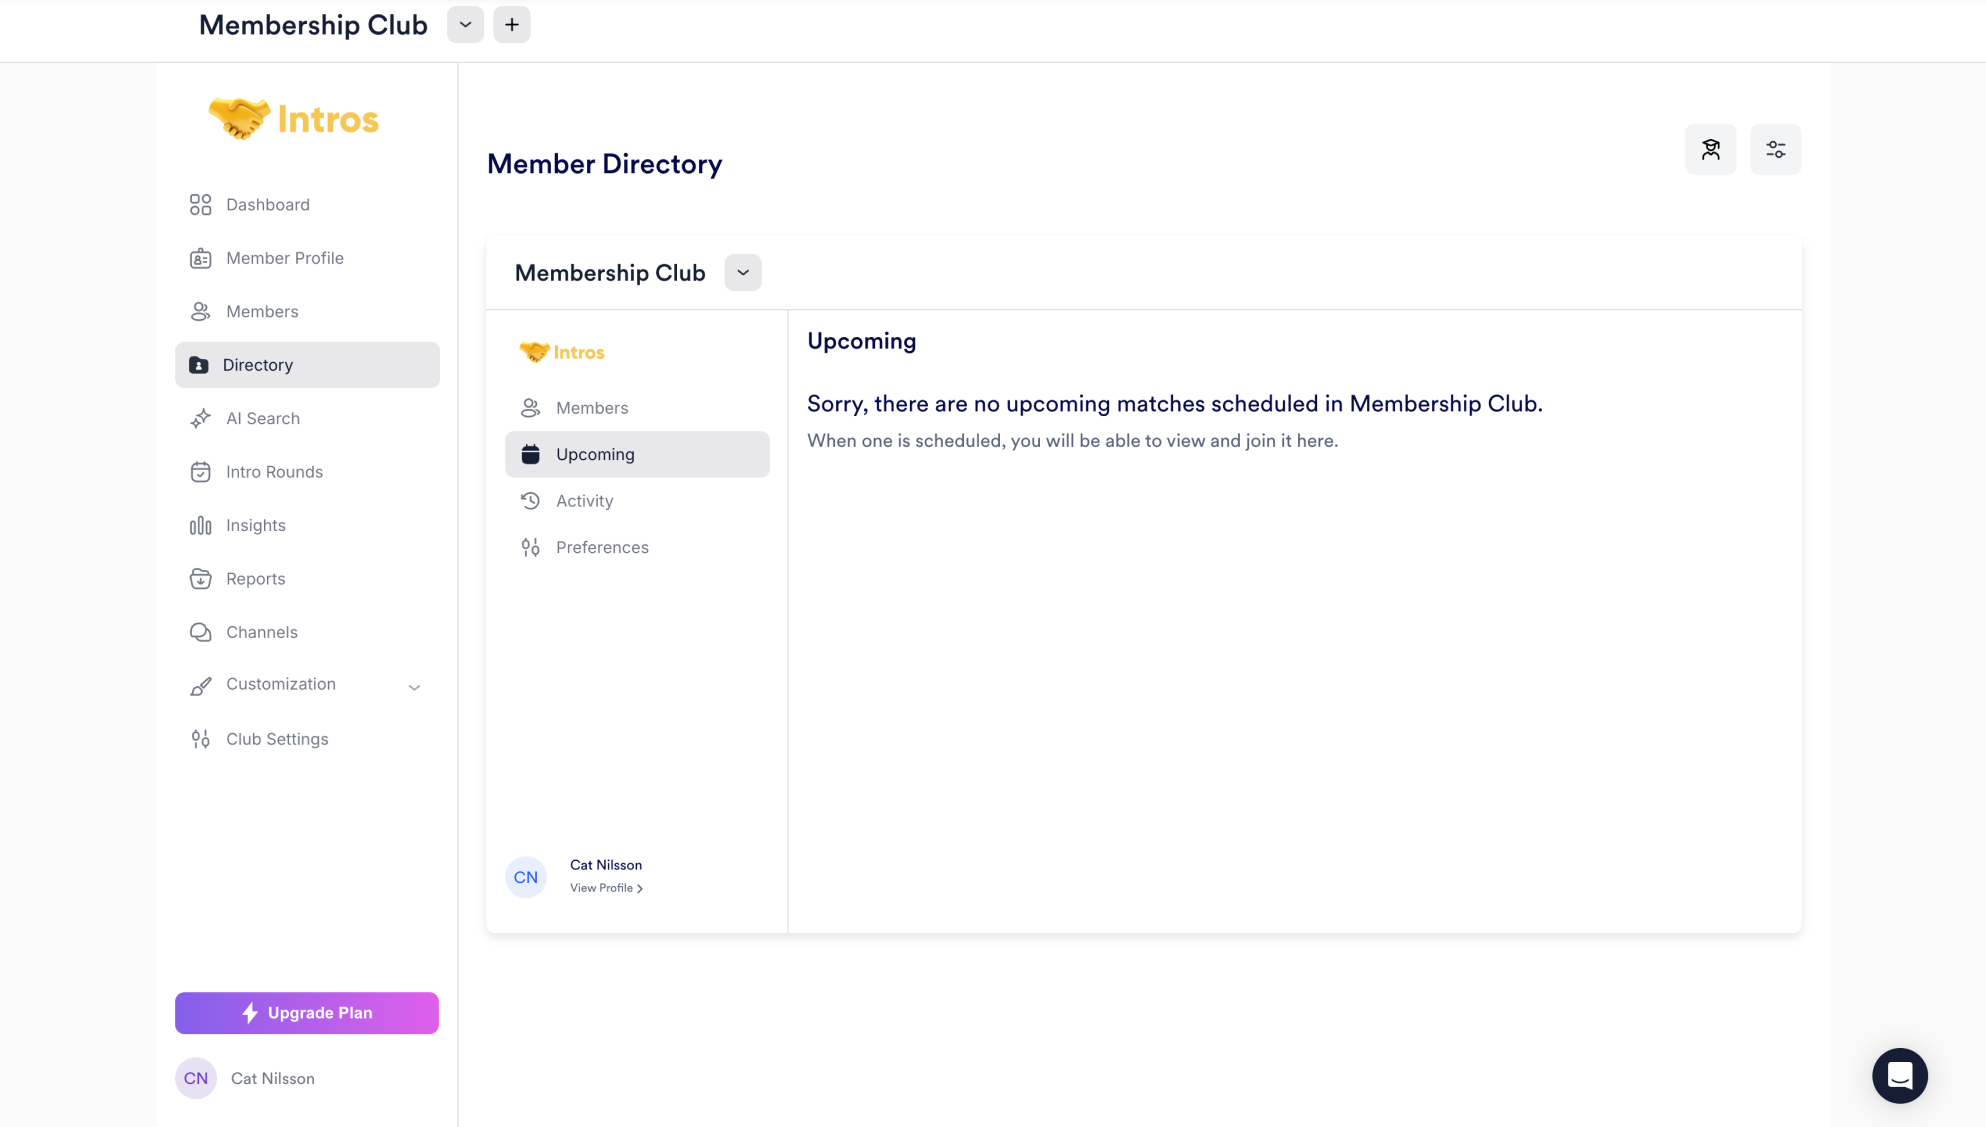 Membership Club
Intros
Dashboard
Member Profile
Members
Directory
AI Search
Intro Rounds
Insights
Reports
Channels
Customization
Club Settings
Upgrade Plan
CN
Cat Nilsson
Member Directory
Membership Club
Intros
Members
Upcoming
Activity
Preferences
CN
Cat Nilsson
View Profile
Upcoming
Sorry, there are no upcoming matches scheduled in Membership Club.
When one is scheduled, you will be able to view and join it here.